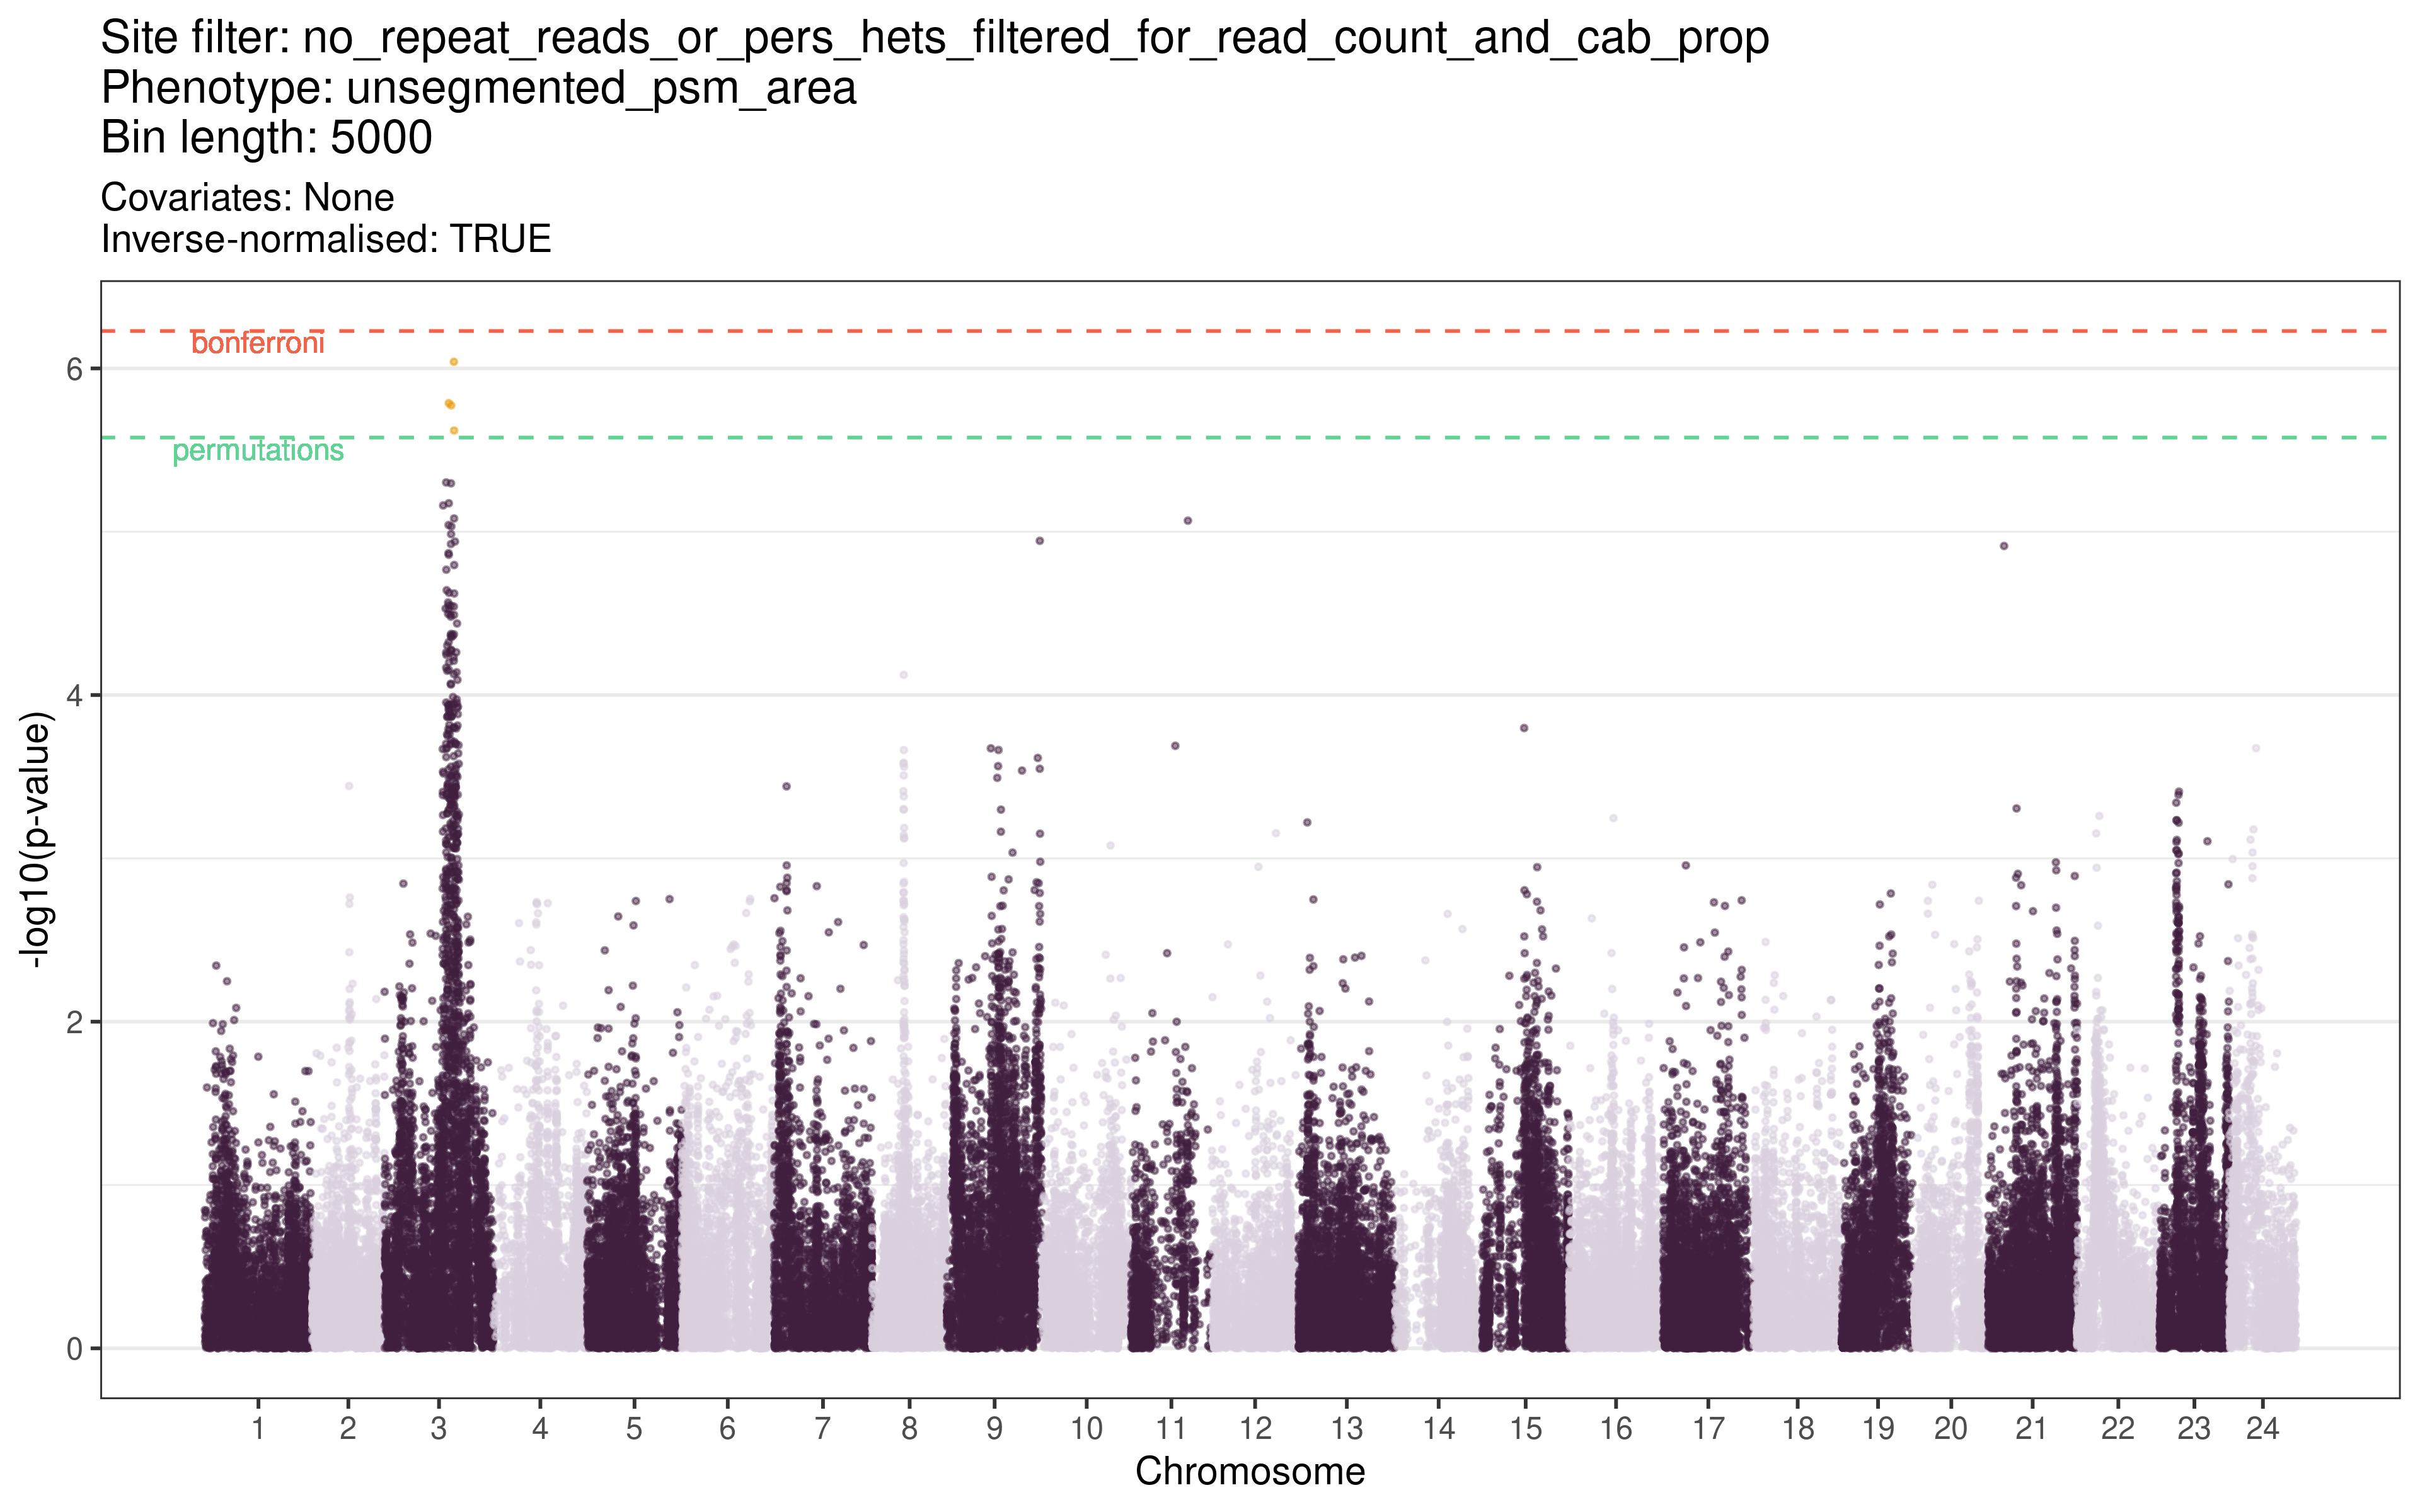 Site filter: no_repeat_reads_or_pers_hets_filtered_for_read_count_and_cab_prop
Phenotype: unsegmented_psm_area
Bin length: 5000
Covariates: None
Inverse-normalised: TRUE
bonferroni
6
permutations
4
-log10(p-value)
2
0
1 2 3 4 5 6 7 8 9 10 11 12 13 14 15 16 17 18 19 20 21 22 23 24
Chromosome